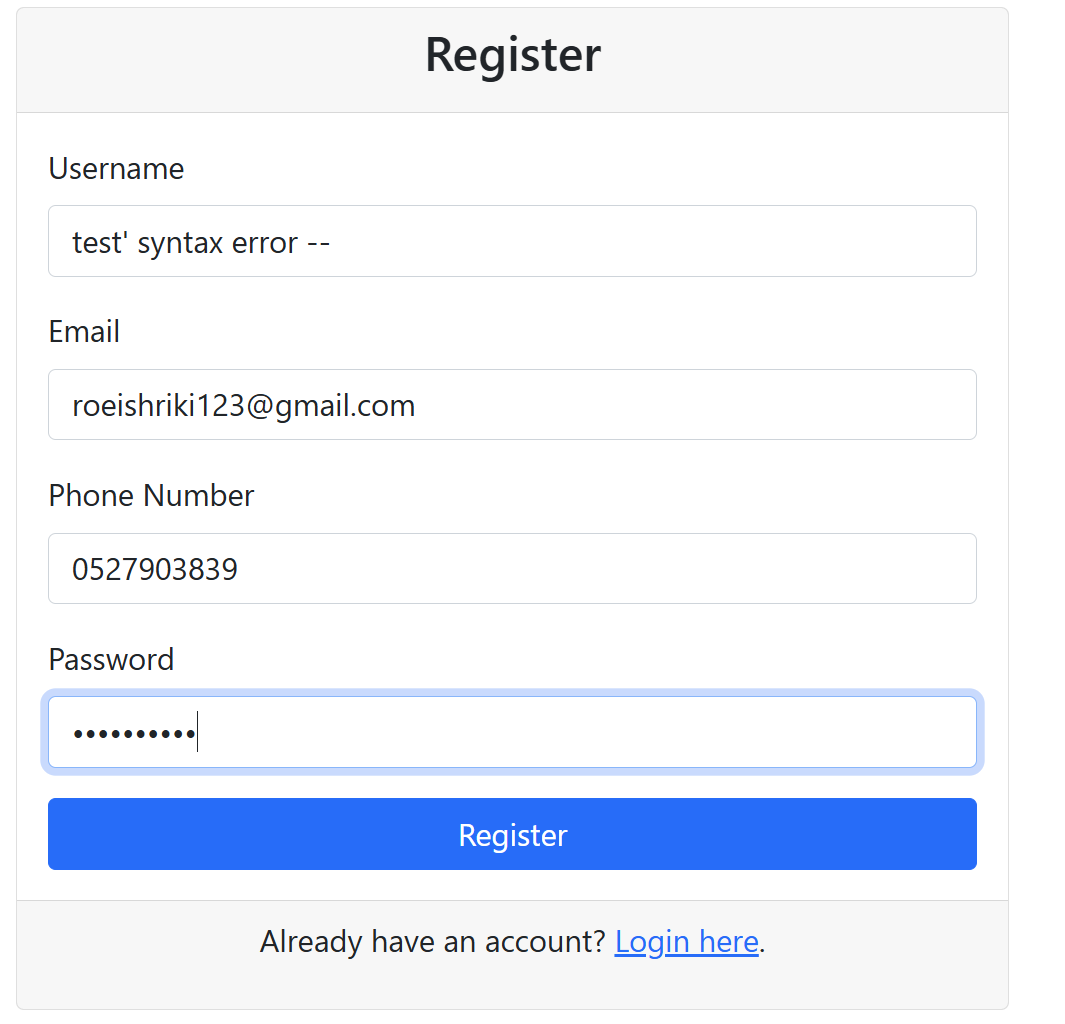 Register
Username
test' syntax error --
Email
roeishriki123@gmail.com
Phone Number
0527903839
Password
••••••••••
Register
Already have an account? Login here.